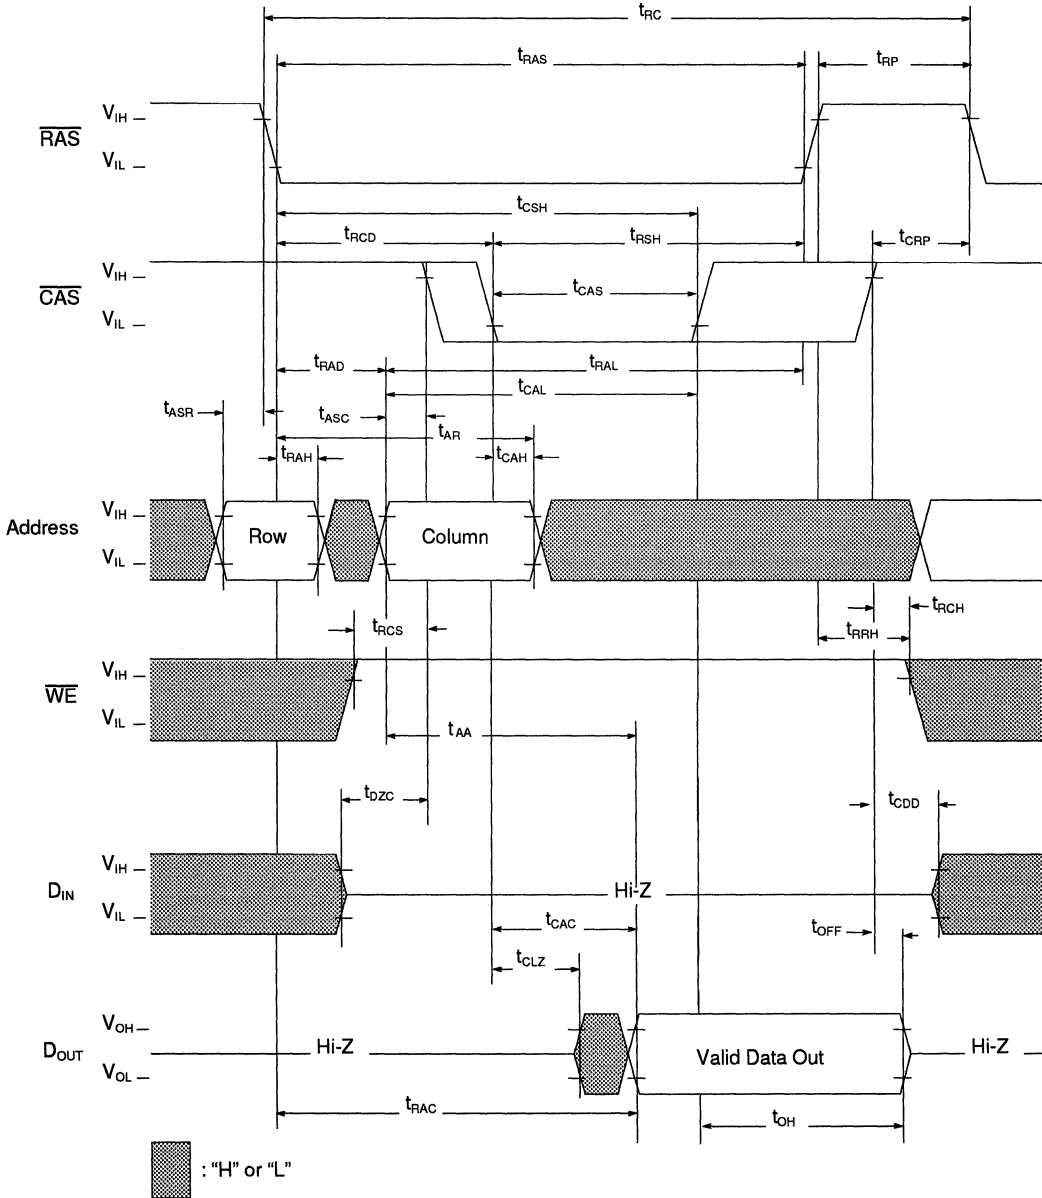 tRC
tRAS
tRP
RAS
VIH
VIL
tCSH
tRCD
tRSH
tCRP
CAS
VIH
VIL
tCAS
tRAD
tRAL
tCAL
tASR
tASC
tAR
tRAH
tCAH
Address
VIH
VIL
Row
Column
tRCH
tRCS
tRRH
WE
VIH
VIL
tAA
tDZC
tCDD
DIN
VIH
VIL
Hi-Z
tCAC
tOFF
tCLZ
DOUT
VOH
VOL
Hi-Z
Valid Data Out
Hi-Z
tRAC
tOH
: “H” or “L”